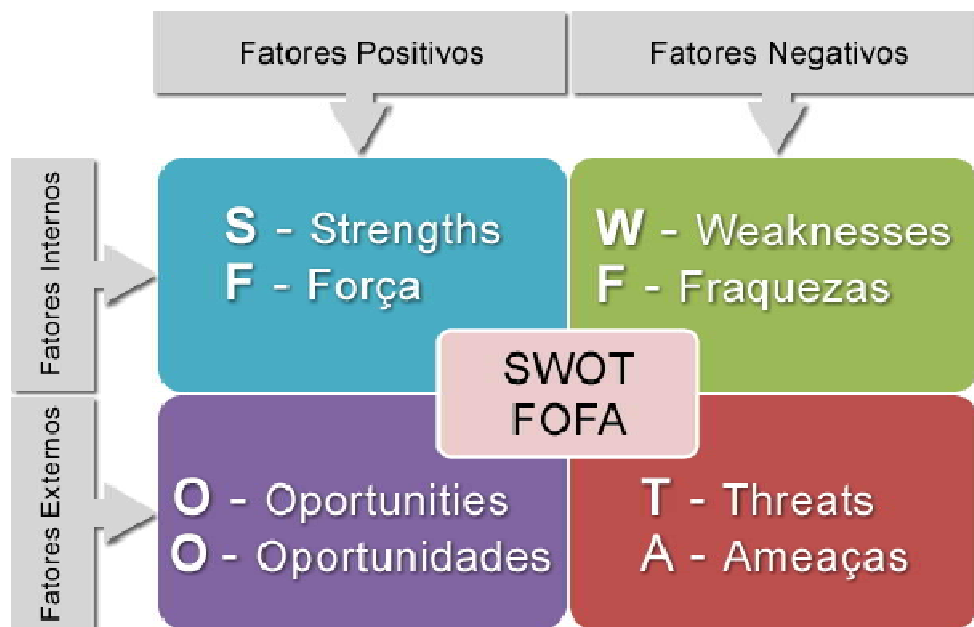 Fatores Positivos
Fatores Negativos
Fatores Internos
S - Strengths
F - Força
W - Weaknesses
F - Fraquezas
SWOT
FOFA
Fatores Externos
O - Oportunities
O - Oportunidades
T - Threats
A - Ameaças